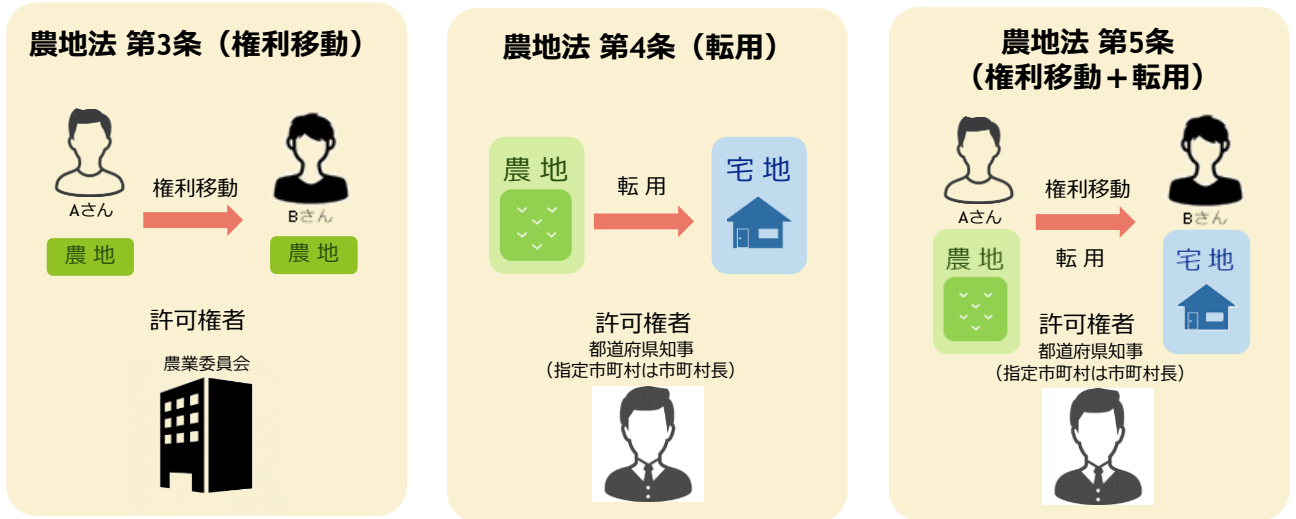 農地法 第3条（権利移動）
Aさん
権利移動
Bさん
農 地
農 地
許可権者
農業委員会
農地法 第4条（転用）
農 地
転 用
宅 地
許可権者
都道府県知事
（指定市町村は市町村長）
農地法 第5条
（権利移動＋転用）
Aさん
権利移動
Bさん
農 地
転 用
宅 地
許可権者
都道府県知事
（指定市町村は市町村長）